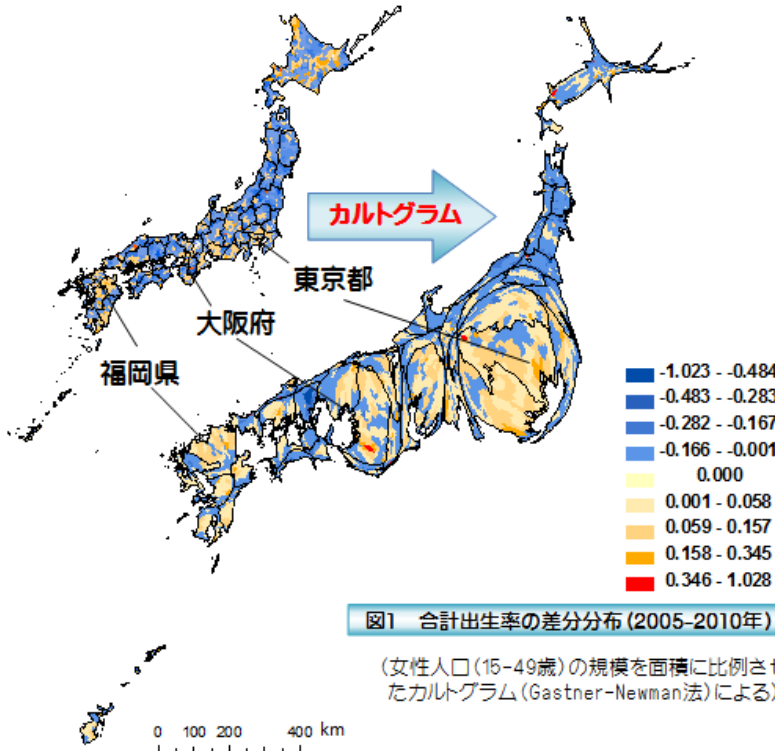 カルトグラム
東京都
大阪府
福岡県
-1.023 - -0.484
-0.483 - -0.283
-0.282 - -0.167
-0.166 - -0.001
0.000
0.001 - 0.058
0.059 - 0.157
0.158 - 0.345
0.346 - 1.028
図1 合計出生率の差分分布(2005-2010年)
(女性人口(15-49歳)の規模を面積に比例させ
たカルトグラム(Gastner-Newman法)による)
0 100 200 400 km